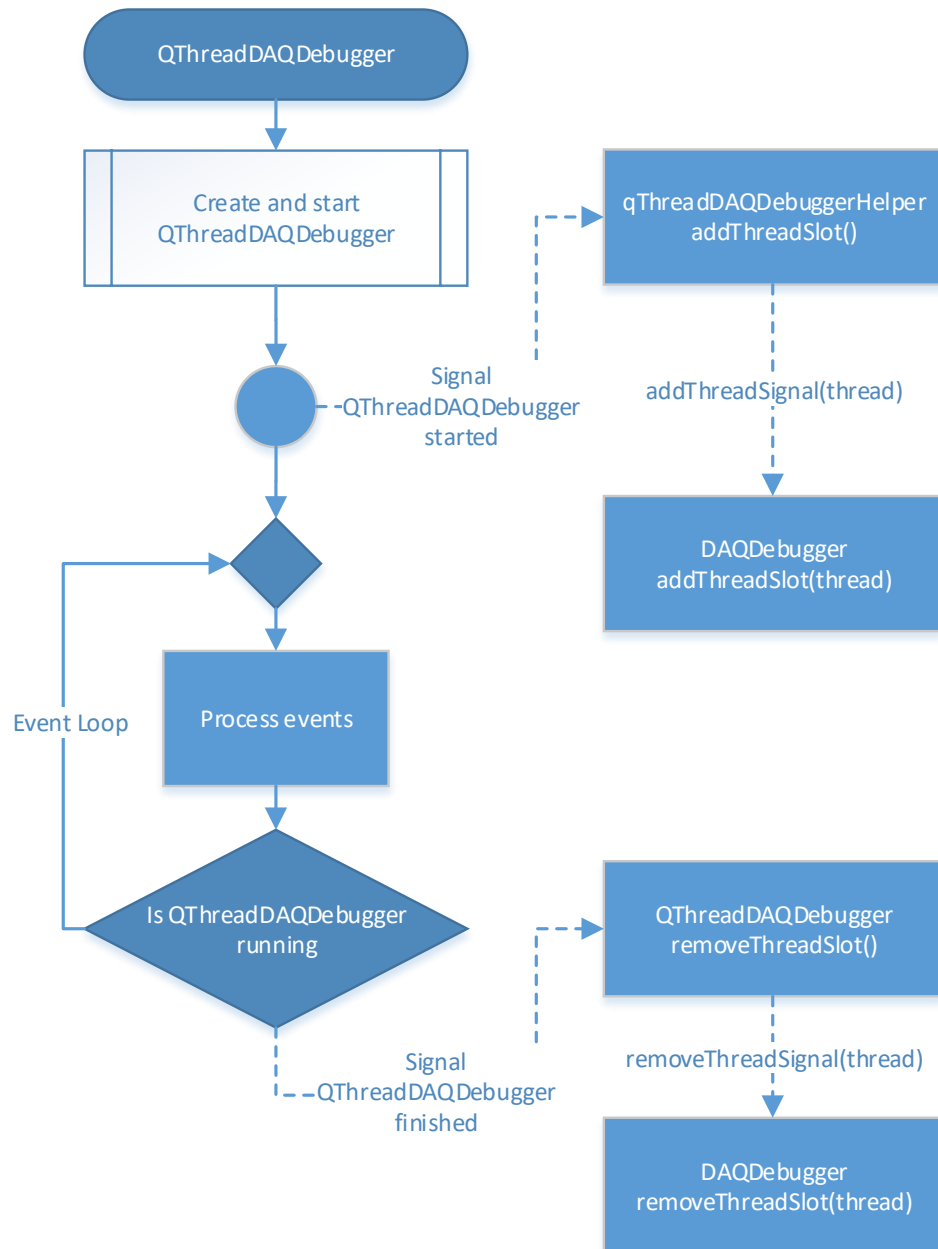 QThreadDAQDebugger
Create and start
QThreadDAQDebugger
qThreadDAQDebuggerHelper
addThreadSlot()
Signal
QThreadDAQDebugger
started
addThreadSignal(thread)
DAQDebugger
addThreadSlot(thread)
Process events
Event Loop
Is QThreadDAQDebugger
running
QThreadDAQDebugger
removeThreadSlot()
Signal
QThreadDAQDebugger
finished
removeThreadSignal(thread)
DAQDebugger
removeThreadSlot(thread)